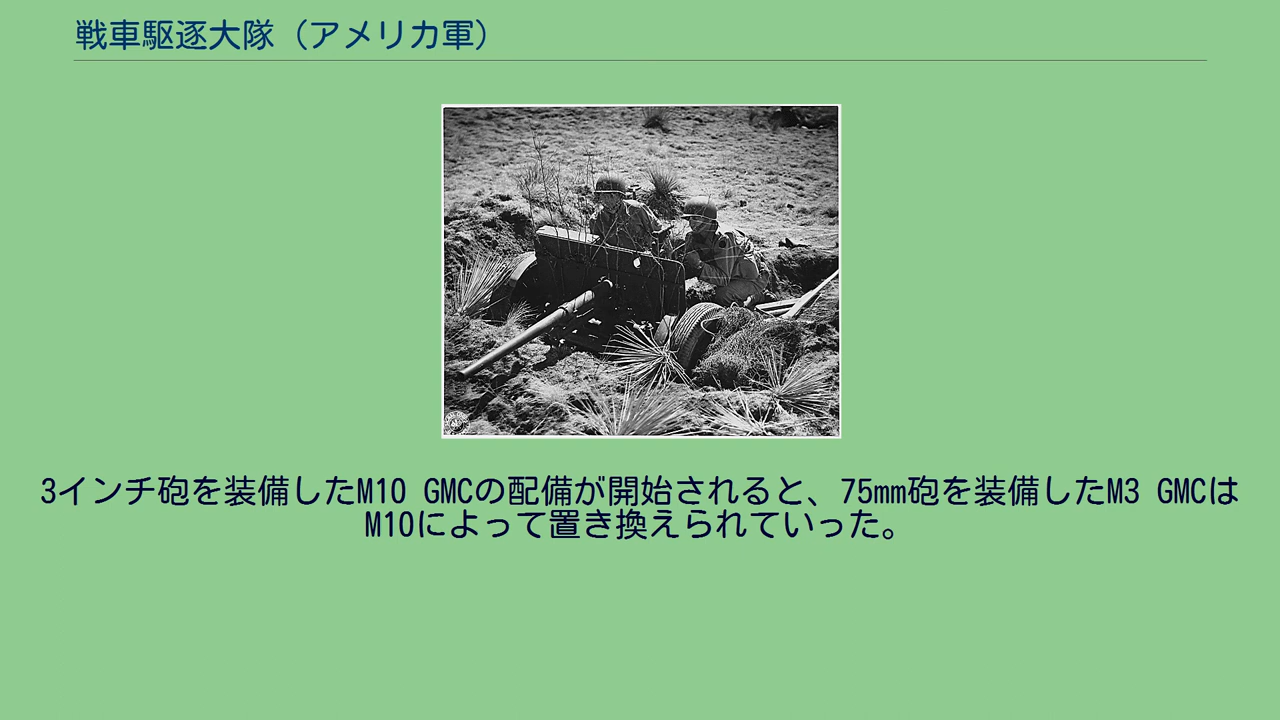 戦車駆逐大隊（アメリカ軍）
3インチ砲を装備したM10 GMCの配備が開始されると、75mm砲を装備したM3 GMCは
M10によって置き換えられていった。